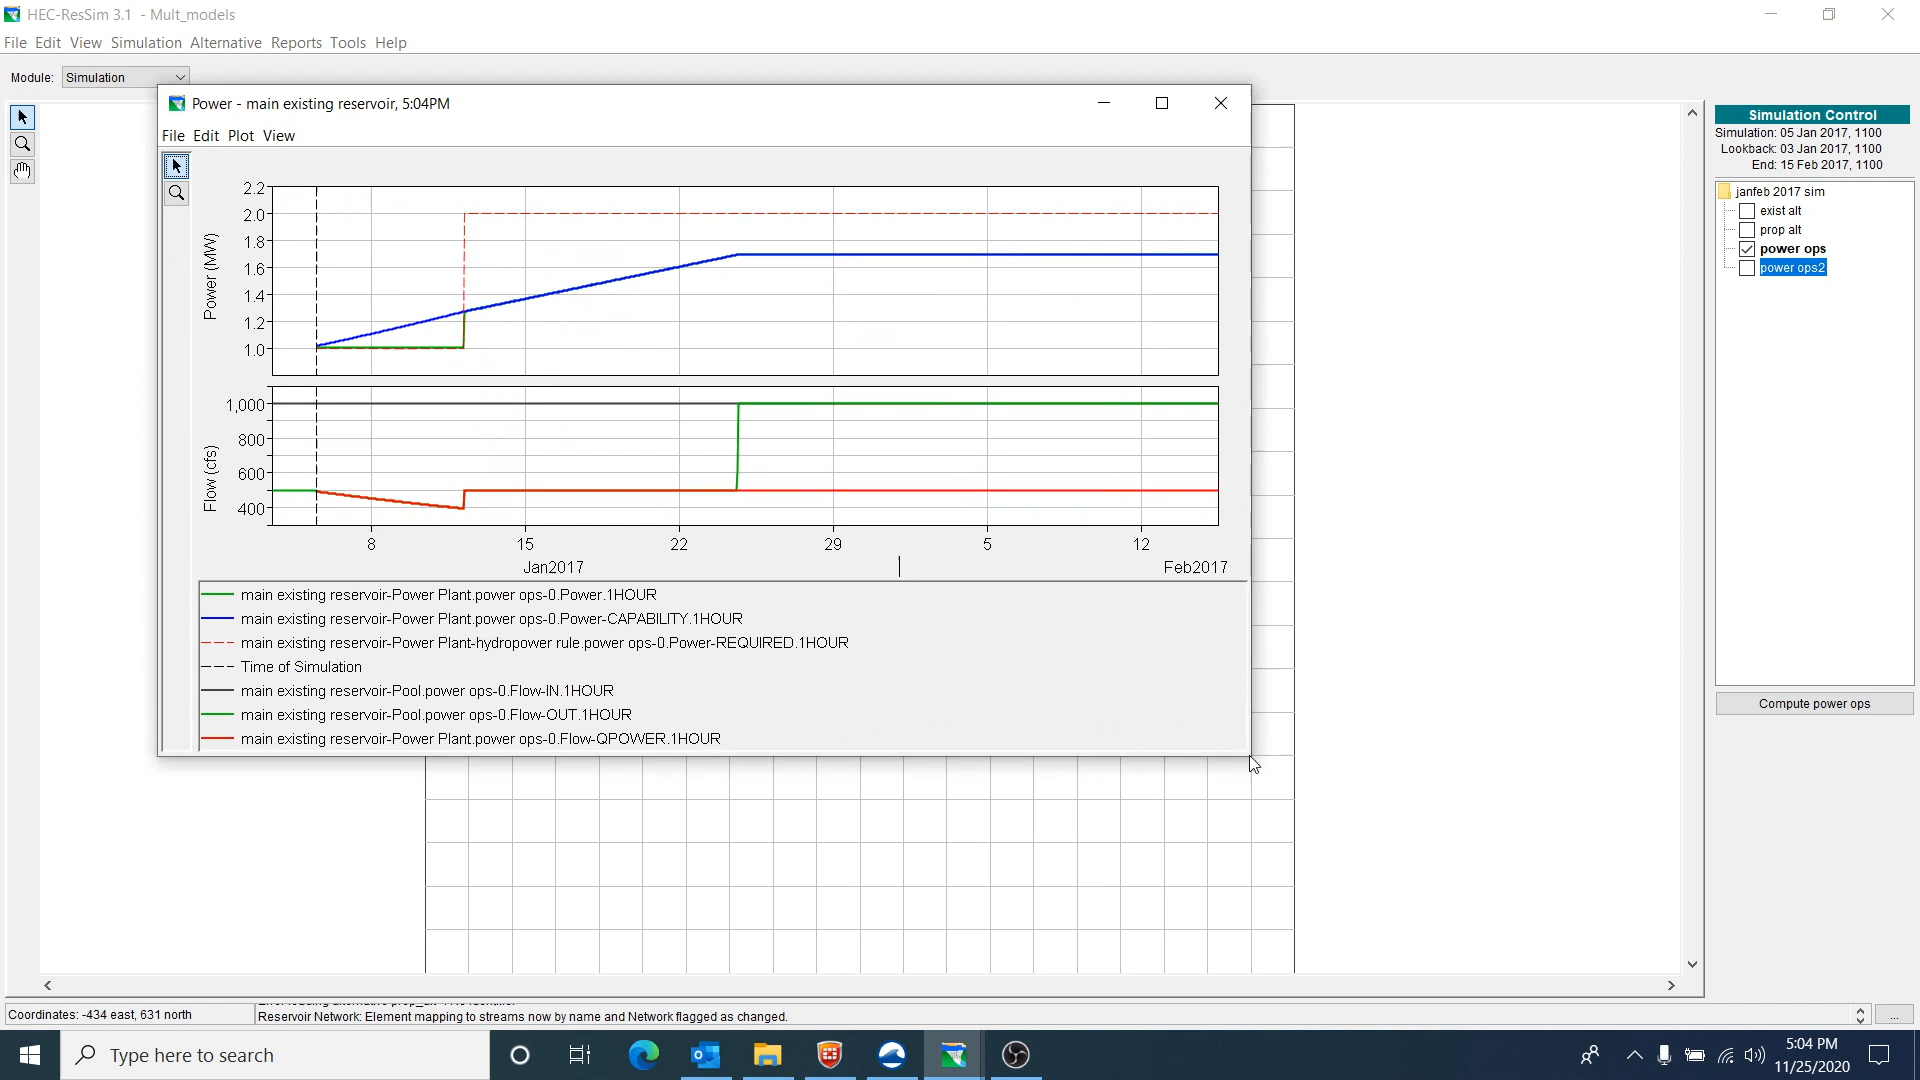 HEC-ResSim 3.1 - Mult_models
File Edit View Simulation Alternative Reports Tools Help
Module: Simulation
Power - main existing reservoir, 5:04PM
File Edit Plot View
Power (MW)
2.2
2.0
1.8
1.6
1.4
1.2
1.0
Flow (cfs)
1,000
800
600
400
8 15 22 29 5 12
Jan2017 Feb2017
main existing reservoir-Power Plant.power ops-0.Power.1HOUR
main existing reservoir-Power Plant.power ops-0.Power-CAPABILITY.1HOUR
main existing reservoir-Power Plant-hydropower rule.power ops-0.Power-REQUIRED.1HOUR
Time of Simulation
main existing reservoir-Pool.power ops-0.Flow-IN.1HOUR
main existing reservoir-Pool.power ops-0.Flow-OUT.1HOUR
main existing reservoir-Power Plant.power ops-0.Flow-QPOWER.1HOUR
Simulation Control
Simulation: 05 Jan 2017, 1100
Lookback: 03 Jan 2017, 1100
End: 15 Feb 2017, 1100
janfeb 2017 sim
exist alt
prop alt
power ops
power ops2
Compute power ops
Coordinates: -434 east, 631 north
Reservoir Network: Element mapping to streams now by name and Network flagged as changed.
...
Type here to search
5:04 PM
11/25/2020